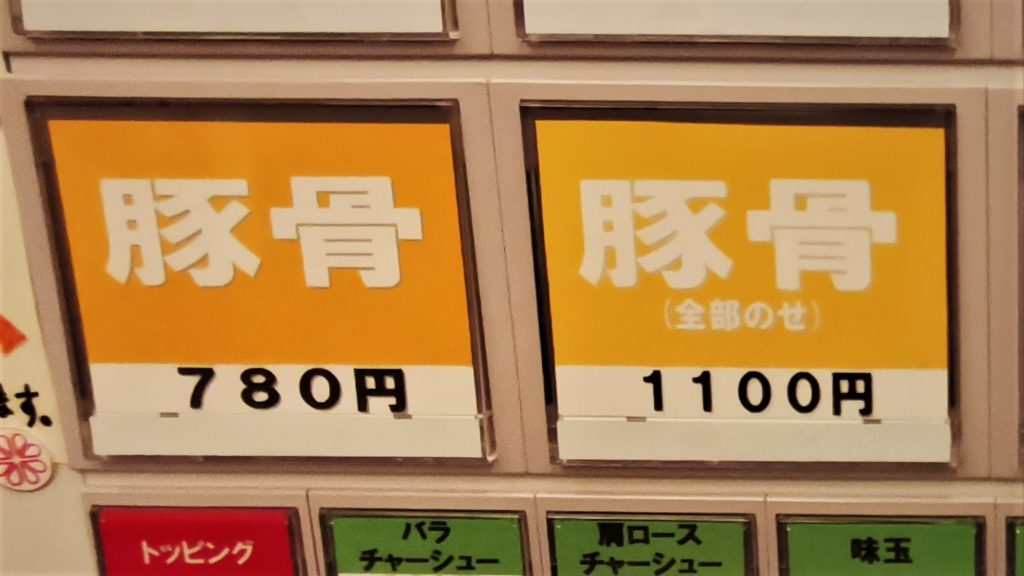 豚骨
780円
豚骨
(全部のせ)
1100円
ます。
トッピング
バラ
チャーシュー
肩ロース
チャーシュー
味玉